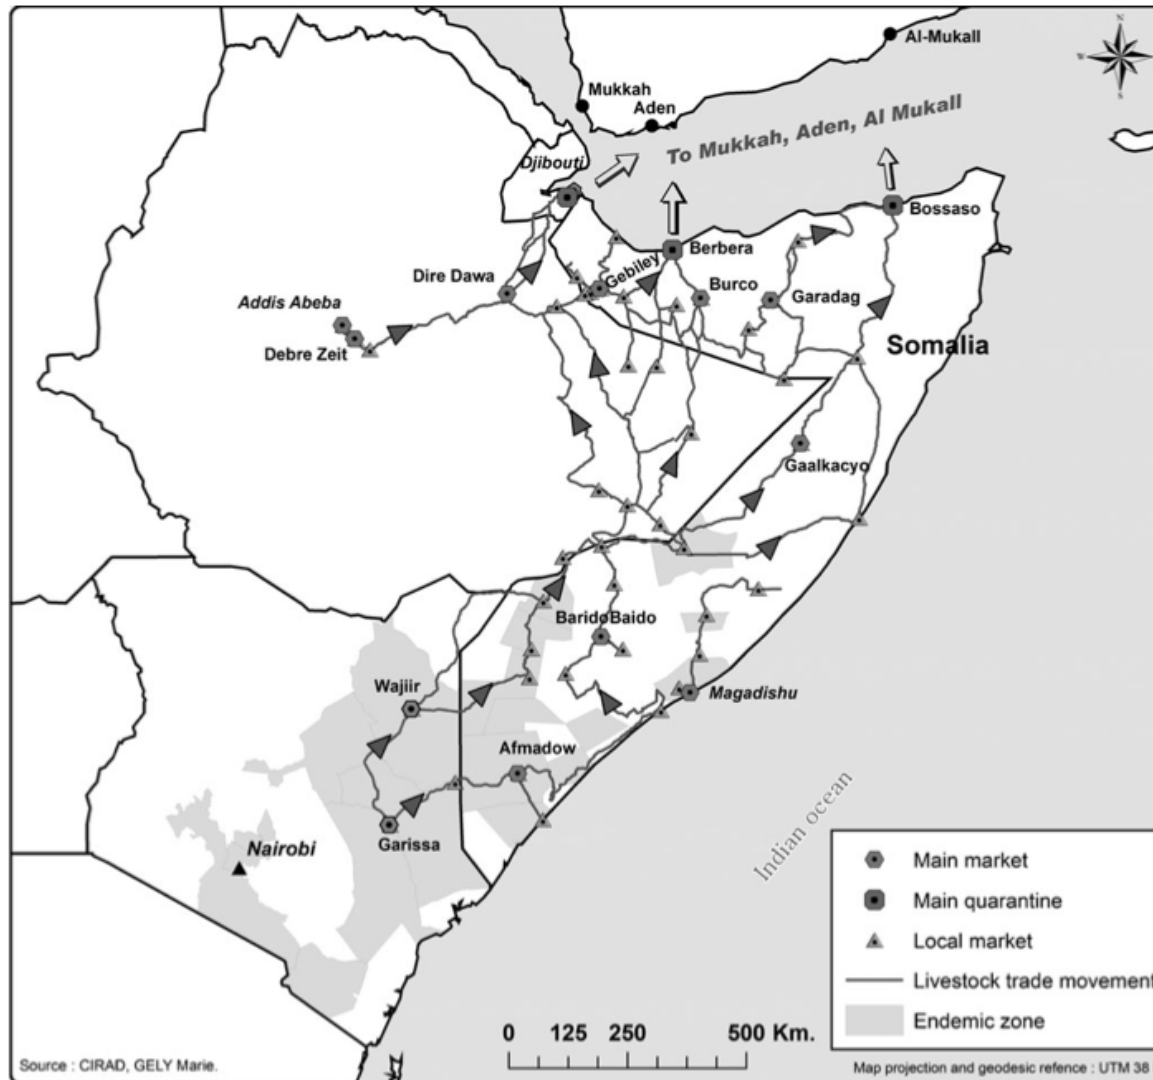 N
W
E
S
Al-Mukall
Mukkah
Aden
To Mukkah, Aden, Al Mukall
Djibouti
Bossaso
Berbera
Gebiley
Dire Dawa
Burco
Garadag
Addis Abeba
Debre Zeit
Somalia
Gaalkacyo
BaridoBaido
Wajiir
Magadishu
Afmadow
Garissa
Nairobi
Indian ocean
Main market
Main quarantine
Local market
Livestock trade movement
Endemic zone
0 125 250 500 Km.
Source : CIRAD, GELY Marie.
Map projection and geodesic refence : UTM 38